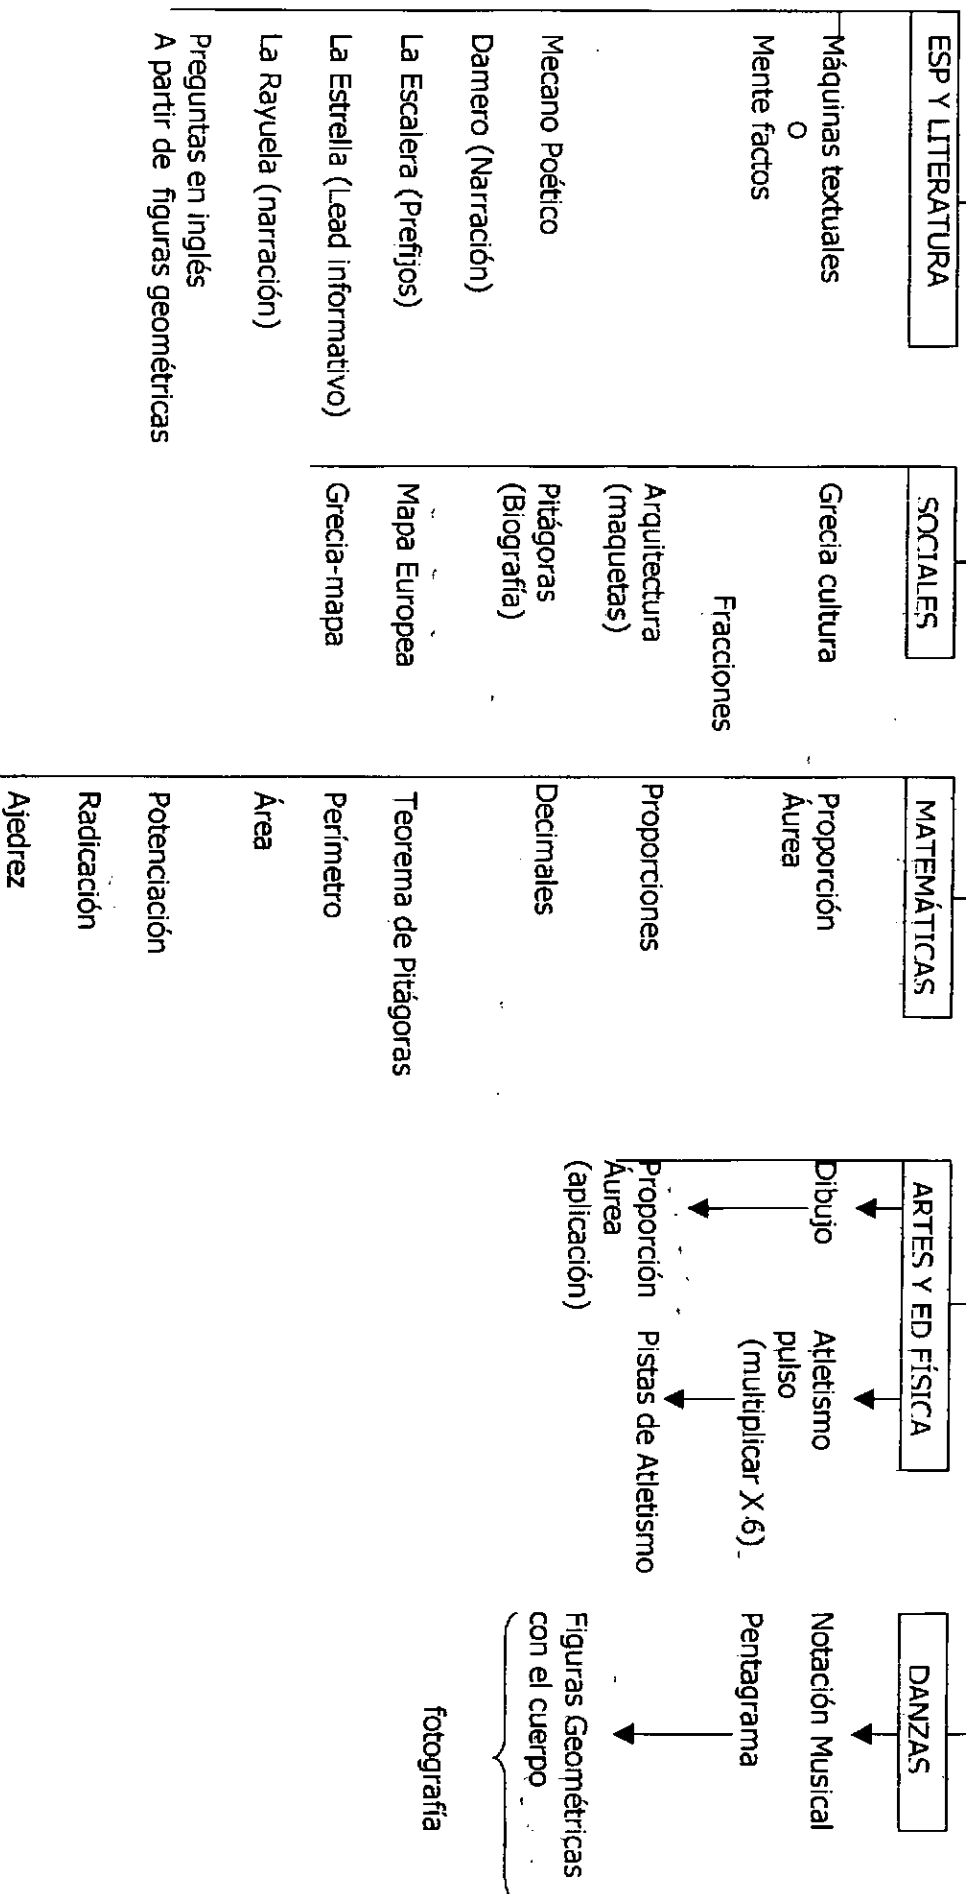 ESP Y LITERATURA
Máquinas textuales
O
Mente factos
Mecano Poético
Damero (Narración)
La Escalera (Prefijos)
La Estrella (Lead informativo)
La Rayuela (narración)
Preguntas en inglés
A partir de figuras geométricas
SOCIALES
Grecia cultura
Fracciones
Arquitectura
(maquetas)
Pitágoras
(Biografía)
Mapa Europea
Grecia-mapa
MATEMÁTICAS
Proporción
Áurea
Proporciones
Decimales
Teorema de Pitágoras
Perímetro
Área
Potenciación
Radicación
Ajedrez
ARTES Y ED FÍSICA
Dibujo
Proporción
Áurea
(aplicación)
Atletismo
pulso
(multiplicar X 6)
Pistas de Atletismo
DANZAS
Notación Musical
Pentagrama
Figuras Geométricas
con el cuerpo
fotografía